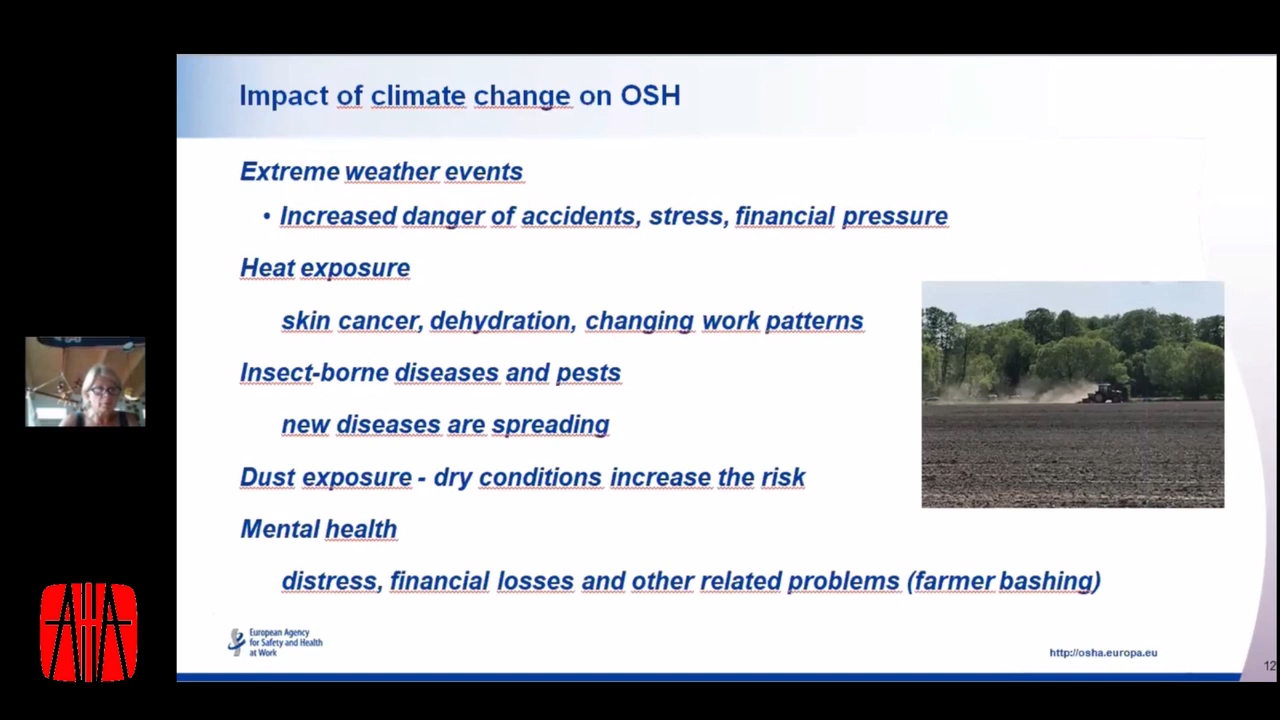 Impact of climate change on OSH
Extreme weather events
• Increased danger of accidents, stress, financial pressure
Heat exposure
skin cancer, dehydration, changing work patterns
Insect-borne diseases and pests
new diseases are spreading
Dust exposure - dry conditions increase the risk
Mental health
distress, financial losses and other related problems (farmer bashing)
European Agency
for Safety and Health
at Work
http://osha.europa.eu
12